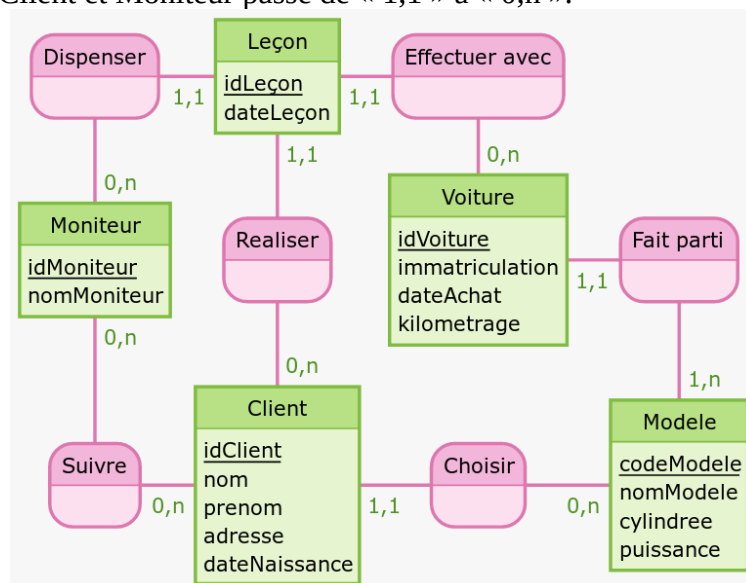 Client et Moniteur passe de « 1,1 » à « 0,n ».
Dispenser
Leçon
idLeçon
dateLeçon
Effectuer avec
1,1
1,1
1,1
0,n
0,n
Moniteur
idMoniteur
nomMoniteur
Realiser
Voiture
idVoiture
immatriculation
dateAchat
kilometrage
Fait parti
1,1
0,n
0,n
1,n
Client
idClient
nom
prenom
adresse
dateNaissance
Modele
codeModele
nomModele
cylindree
puissance
Suivre
0,n
1,1
Choisir
0,n